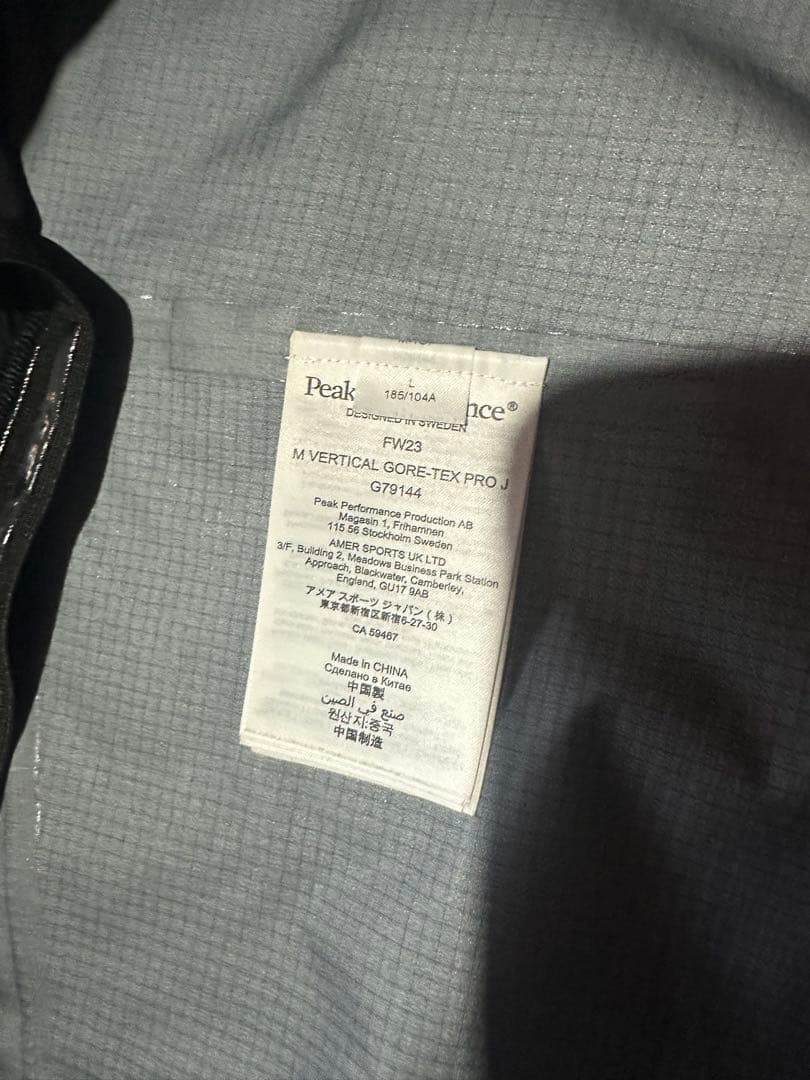 L
185/104A
Peak nce®
DESIGNED IN SWEDEN
FW23
M VERTICAL GORE-TEX PRO J
G79144
Peak Performance Production AB
Magasin 1, Frihamnen
115 56 Stockholm Sweden
AMER SPORTS UK LTD
3/F, Building 2, Meadows Business Park Station
Approach, Blackwater, Camberley,
England, GU17 9AB
アメア スポーツ ジャパン ( 株 )
東京都新宿区新宿6-27-30
CA 59467
Made in CHINA
Сделано в Китае
中国製
صنع في الصين
원산지:중국
中国制造